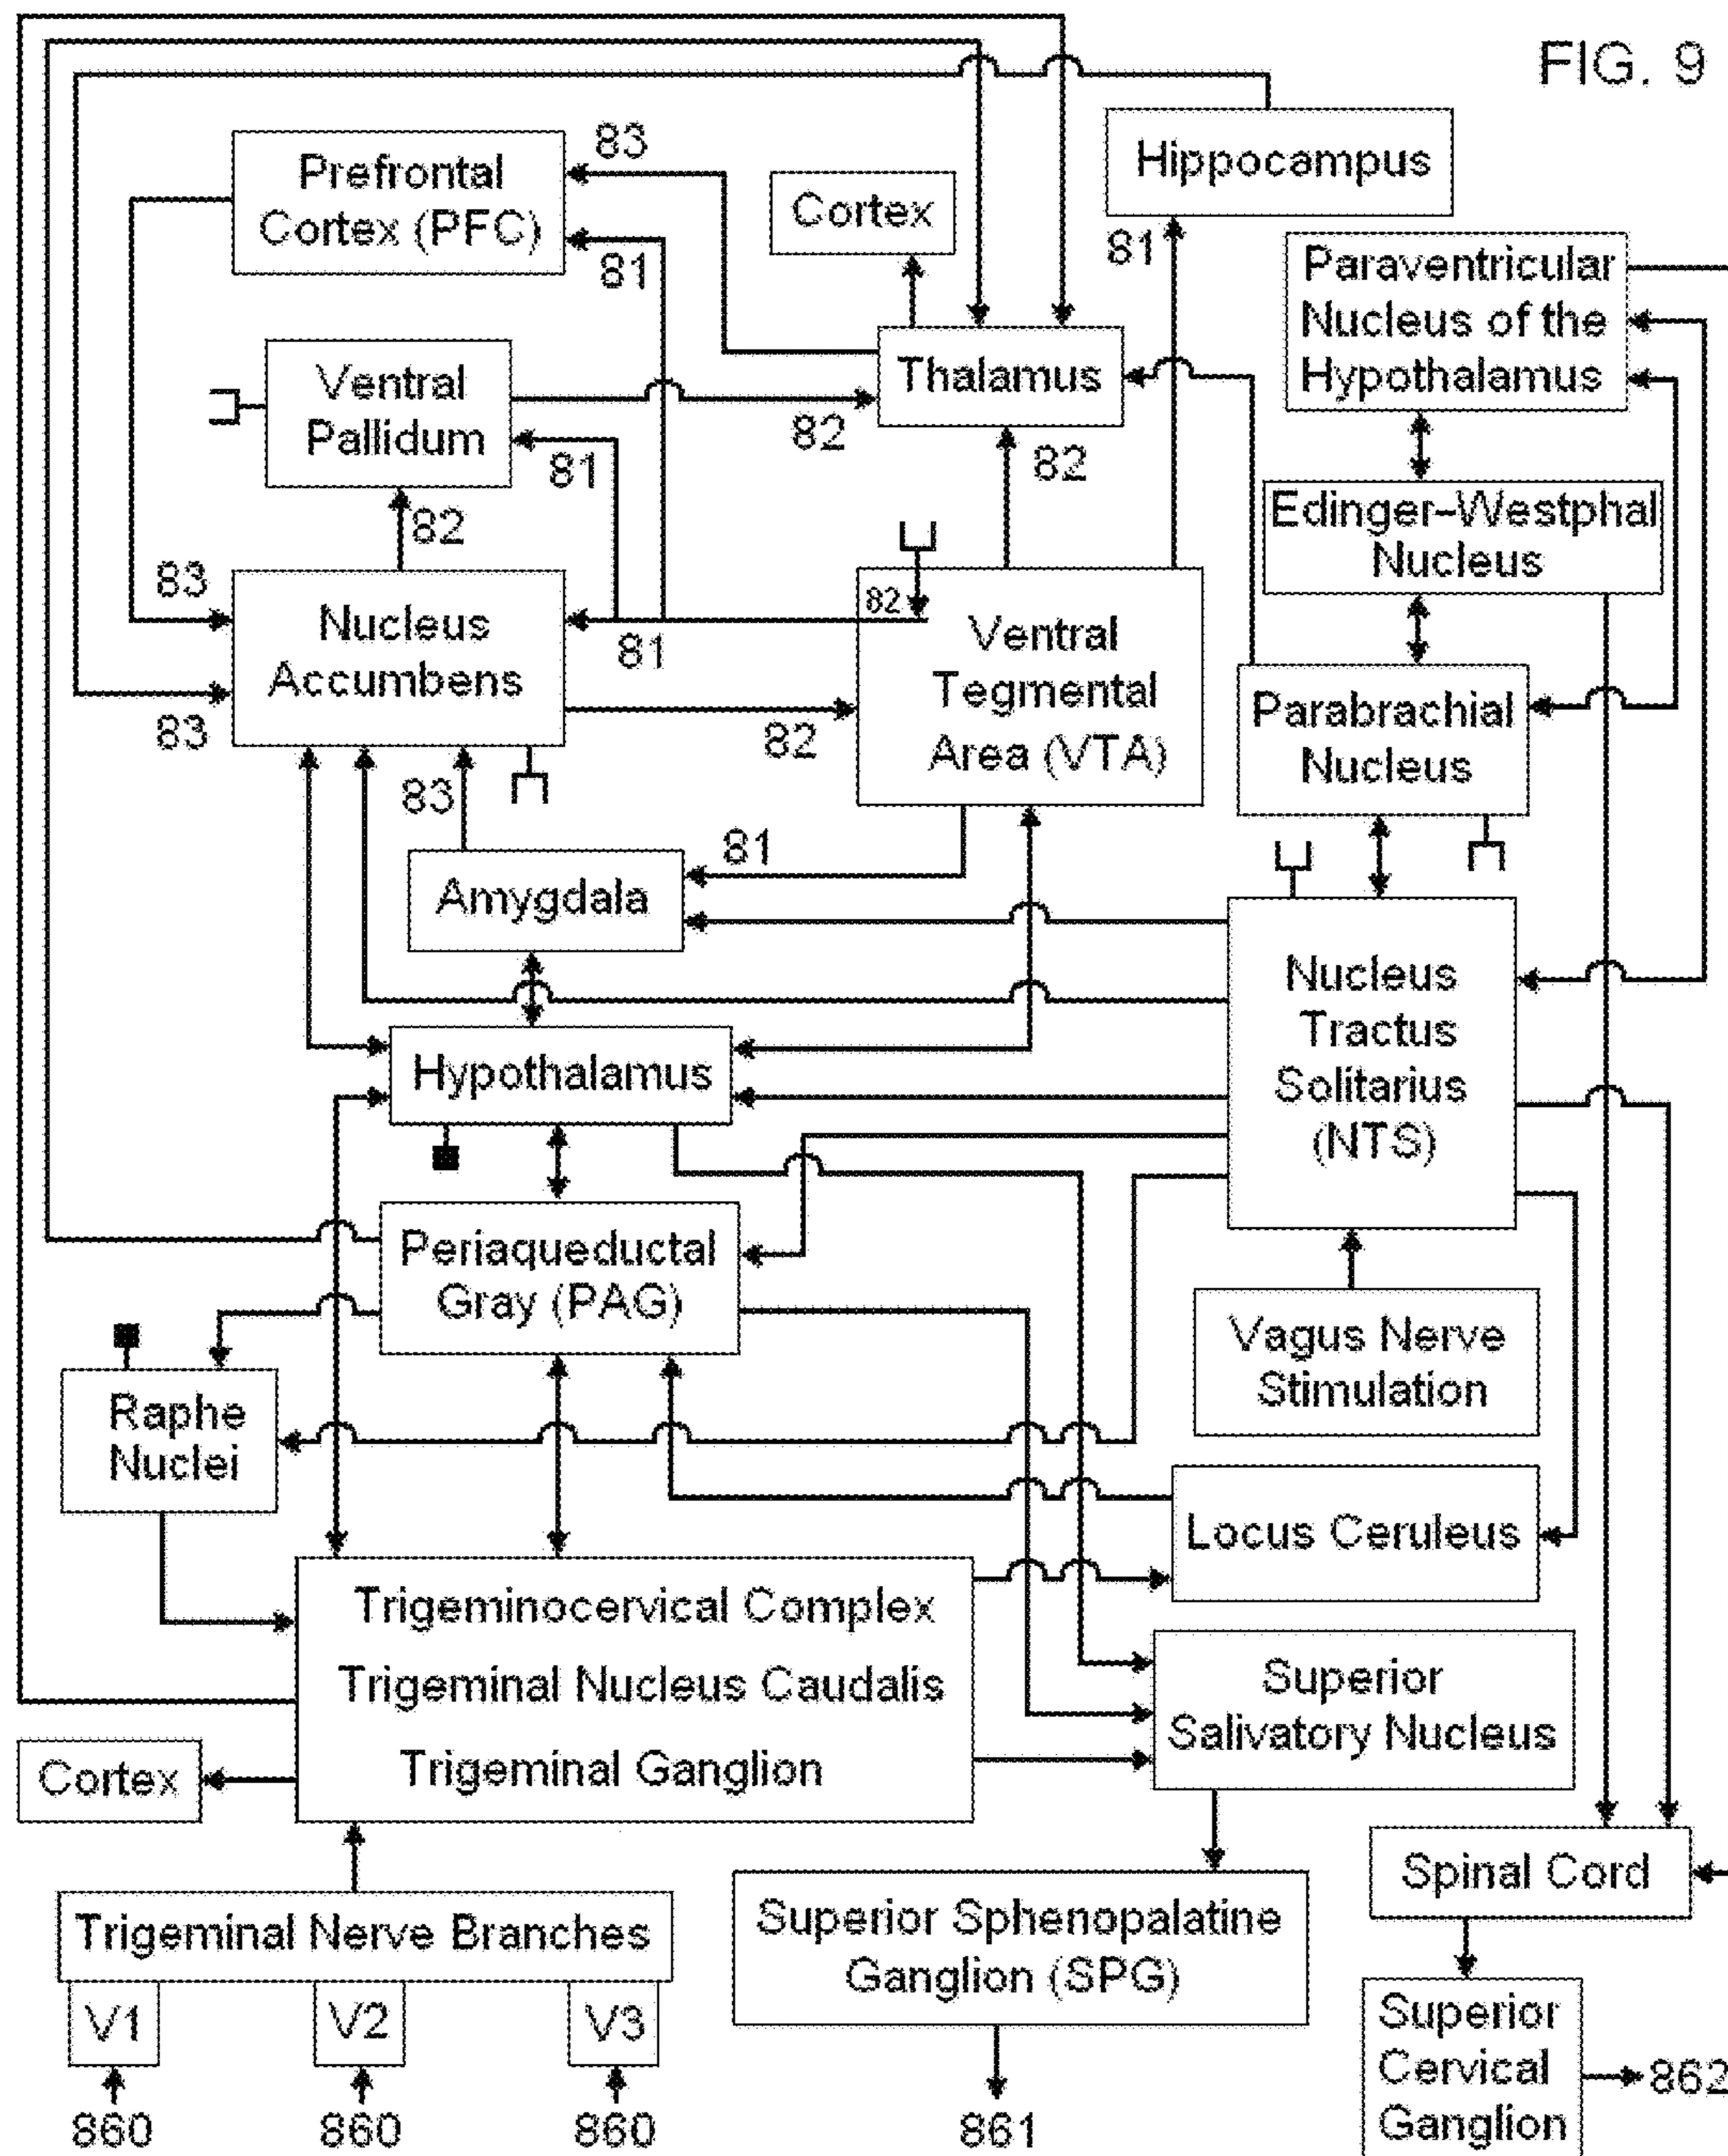 FIG. 9
83
Hippocampus
Prefrontal
Cortex (PFC)
Cortex
81
81
Paraventricular
Nucleus of the
Hypothalamus
Ventral
Pallidum
Thalamus
82
81
82
82
Edinger–Westphal
Nucleus
83
Nucleus
Accumbens
81
82
Ventral
Tegmental
Area (VTA)
83
82
Parabrachial
Nucleus
83
81
Amygdala
Nucleus
Tractus
Solitarius
(NTS)
Hypothalamus
Periaqueductal
Gray (PAG)
Vagus Nerve
Stimulation
Raphe
Nuclei
Locus Ceruleus
Trigeminocervical Complex
Trigeminal Nucleus Caudalis
Trigeminal Ganglion
Superior
Salivatory Nucleus
Cortex
Spinal Cord
Trigeminal Nerve Branches
V1
V2
V3
Superior Sphenopalatine
Ganglion (SPG)
Superior
Cervical
Ganglion
862
860
860
860
861